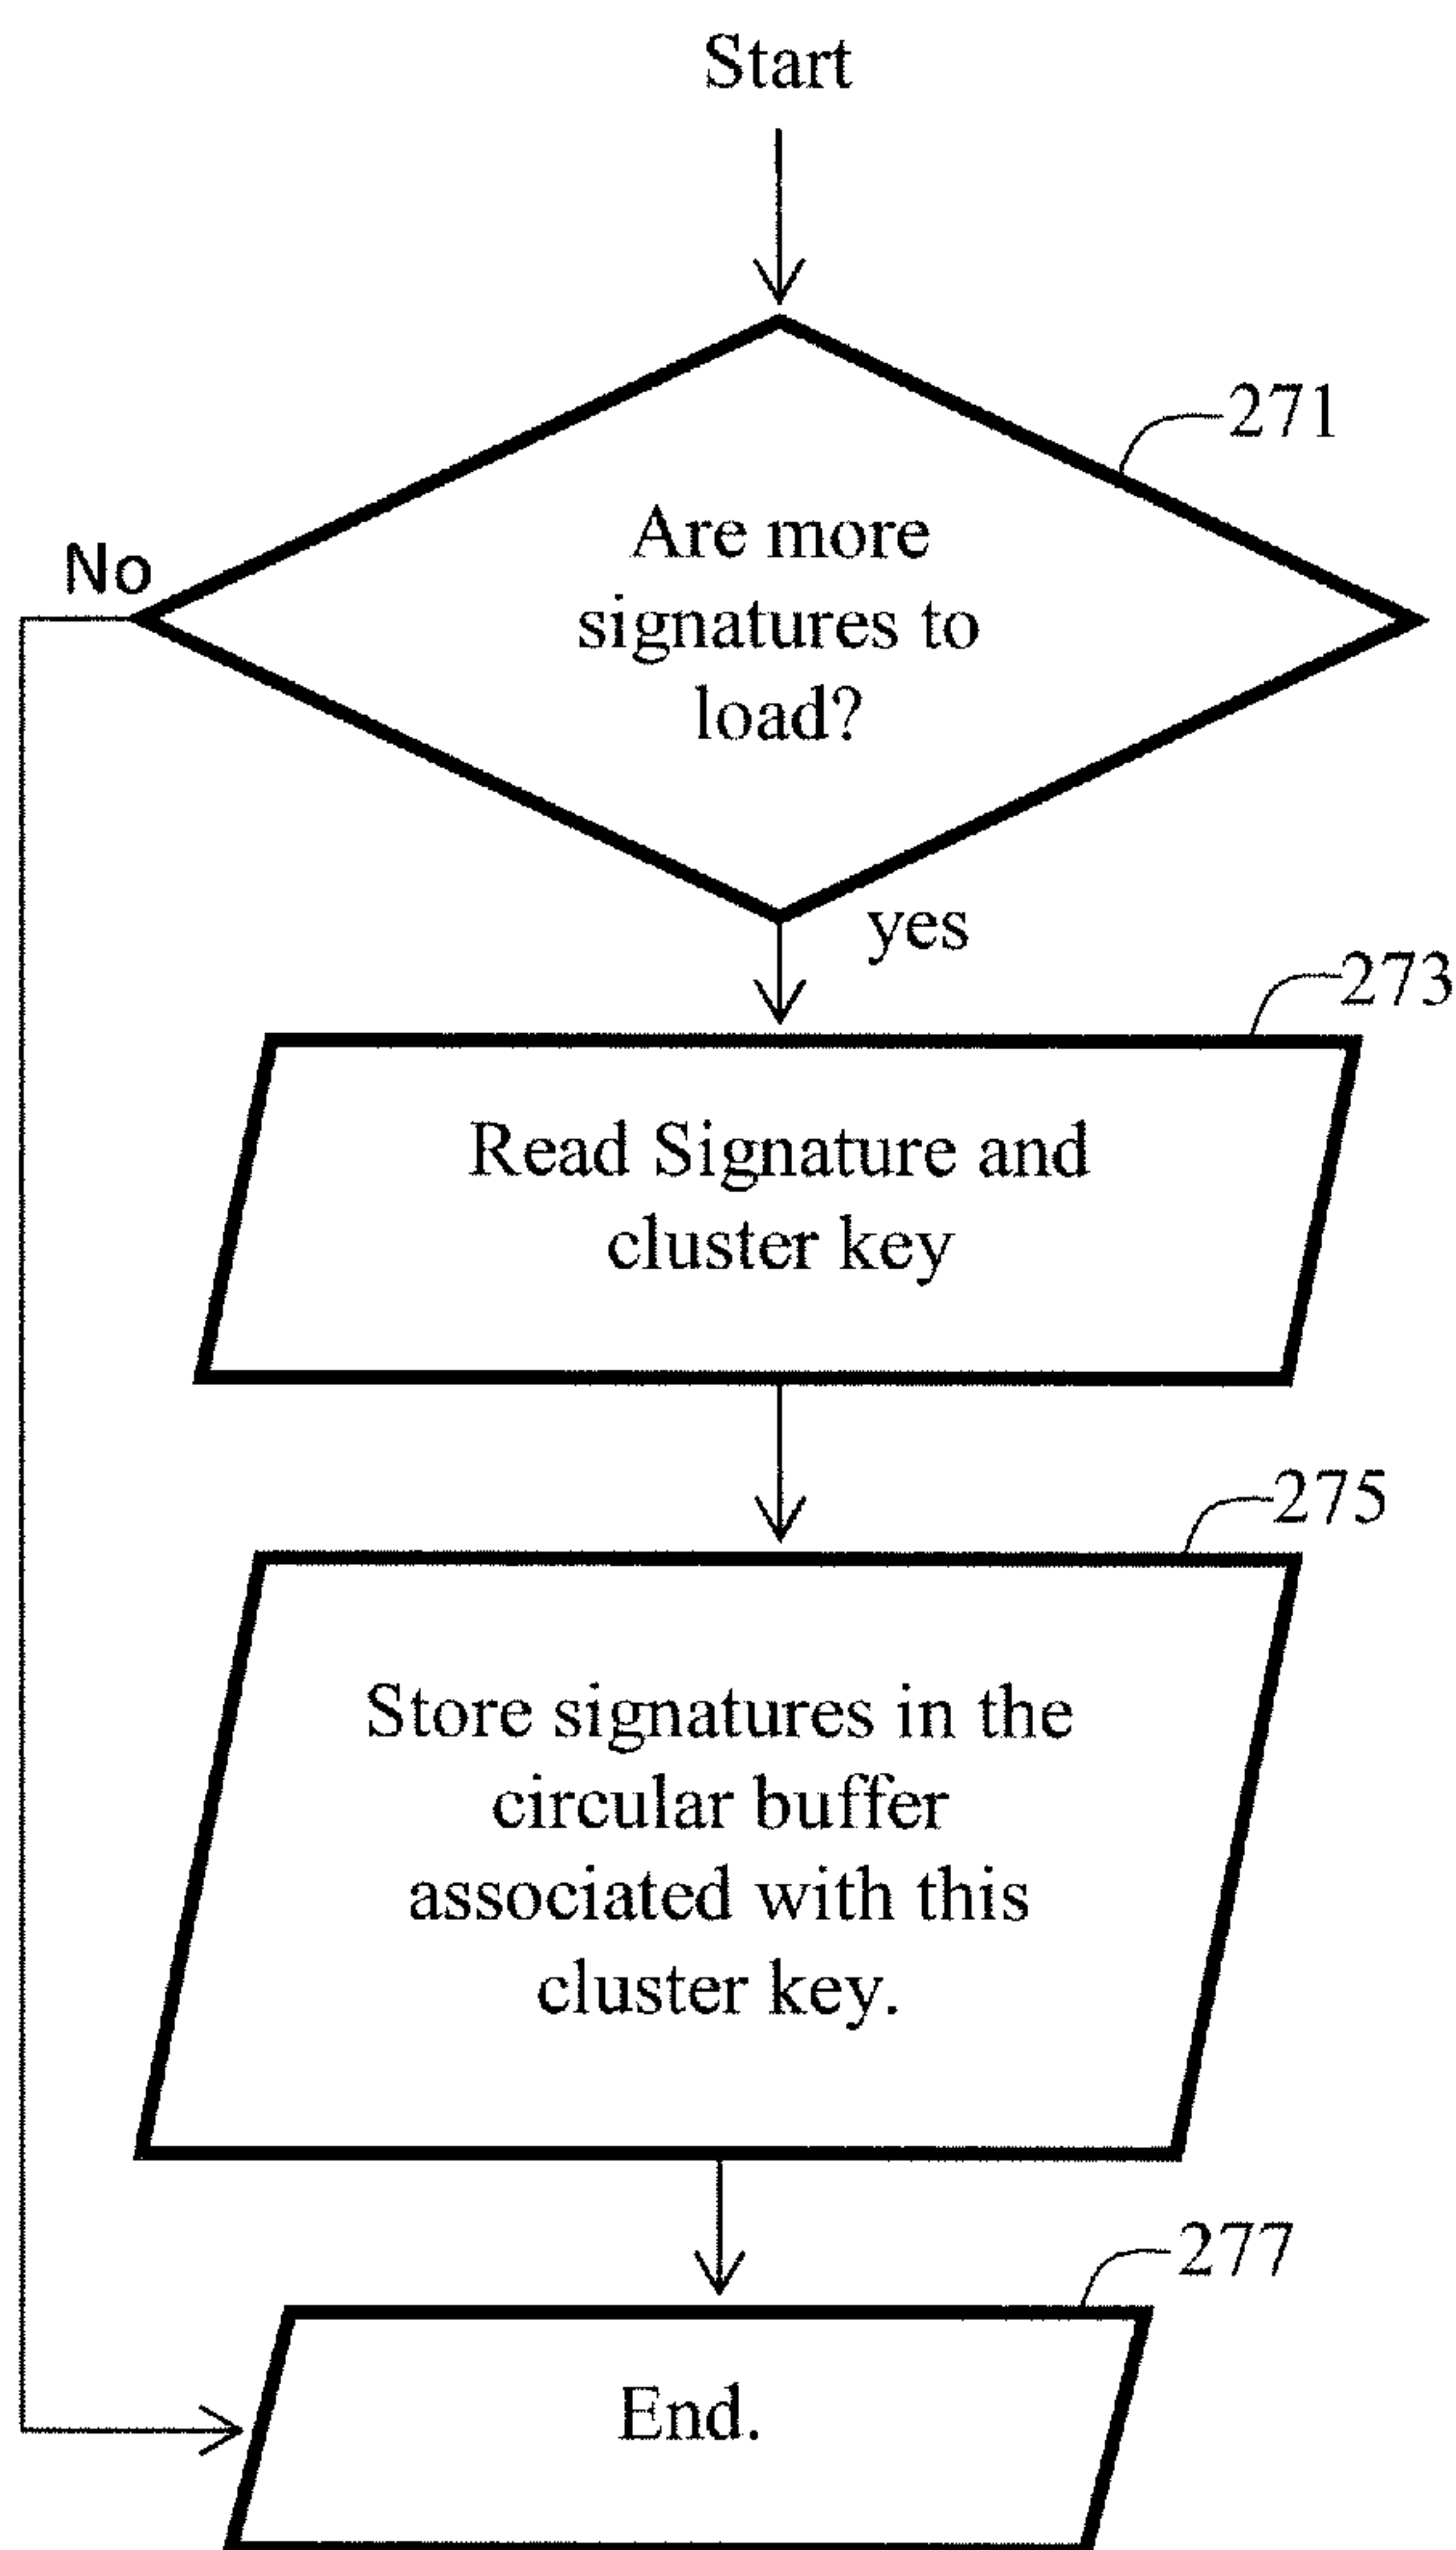 Start
271
Are more
signatures to
load?
No
yes
273
Read Signature and
cluster key
275
Store signatures in the
circular buffer
associated with this
cluster key.
277
End.